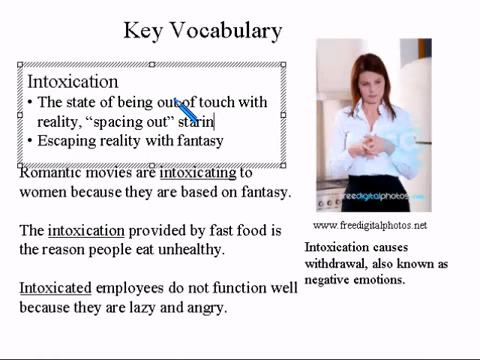 Key Vocabulary
Intoxication
• The state of being out of touch with
reality, “spacing out” starin
• Escaping reality with fantasy
Romantic movies are intoxicating to
women because they are based on fantasy.
The intoxication provided by fast food is
the reason people eat unhealthy.
Intoxicated employees do not function well
because they are lazy and angry.
freedigitalphotos.net
www.freedigitalphotos.net
Intoxication causes
withdrawal, also known as
negative emotions.